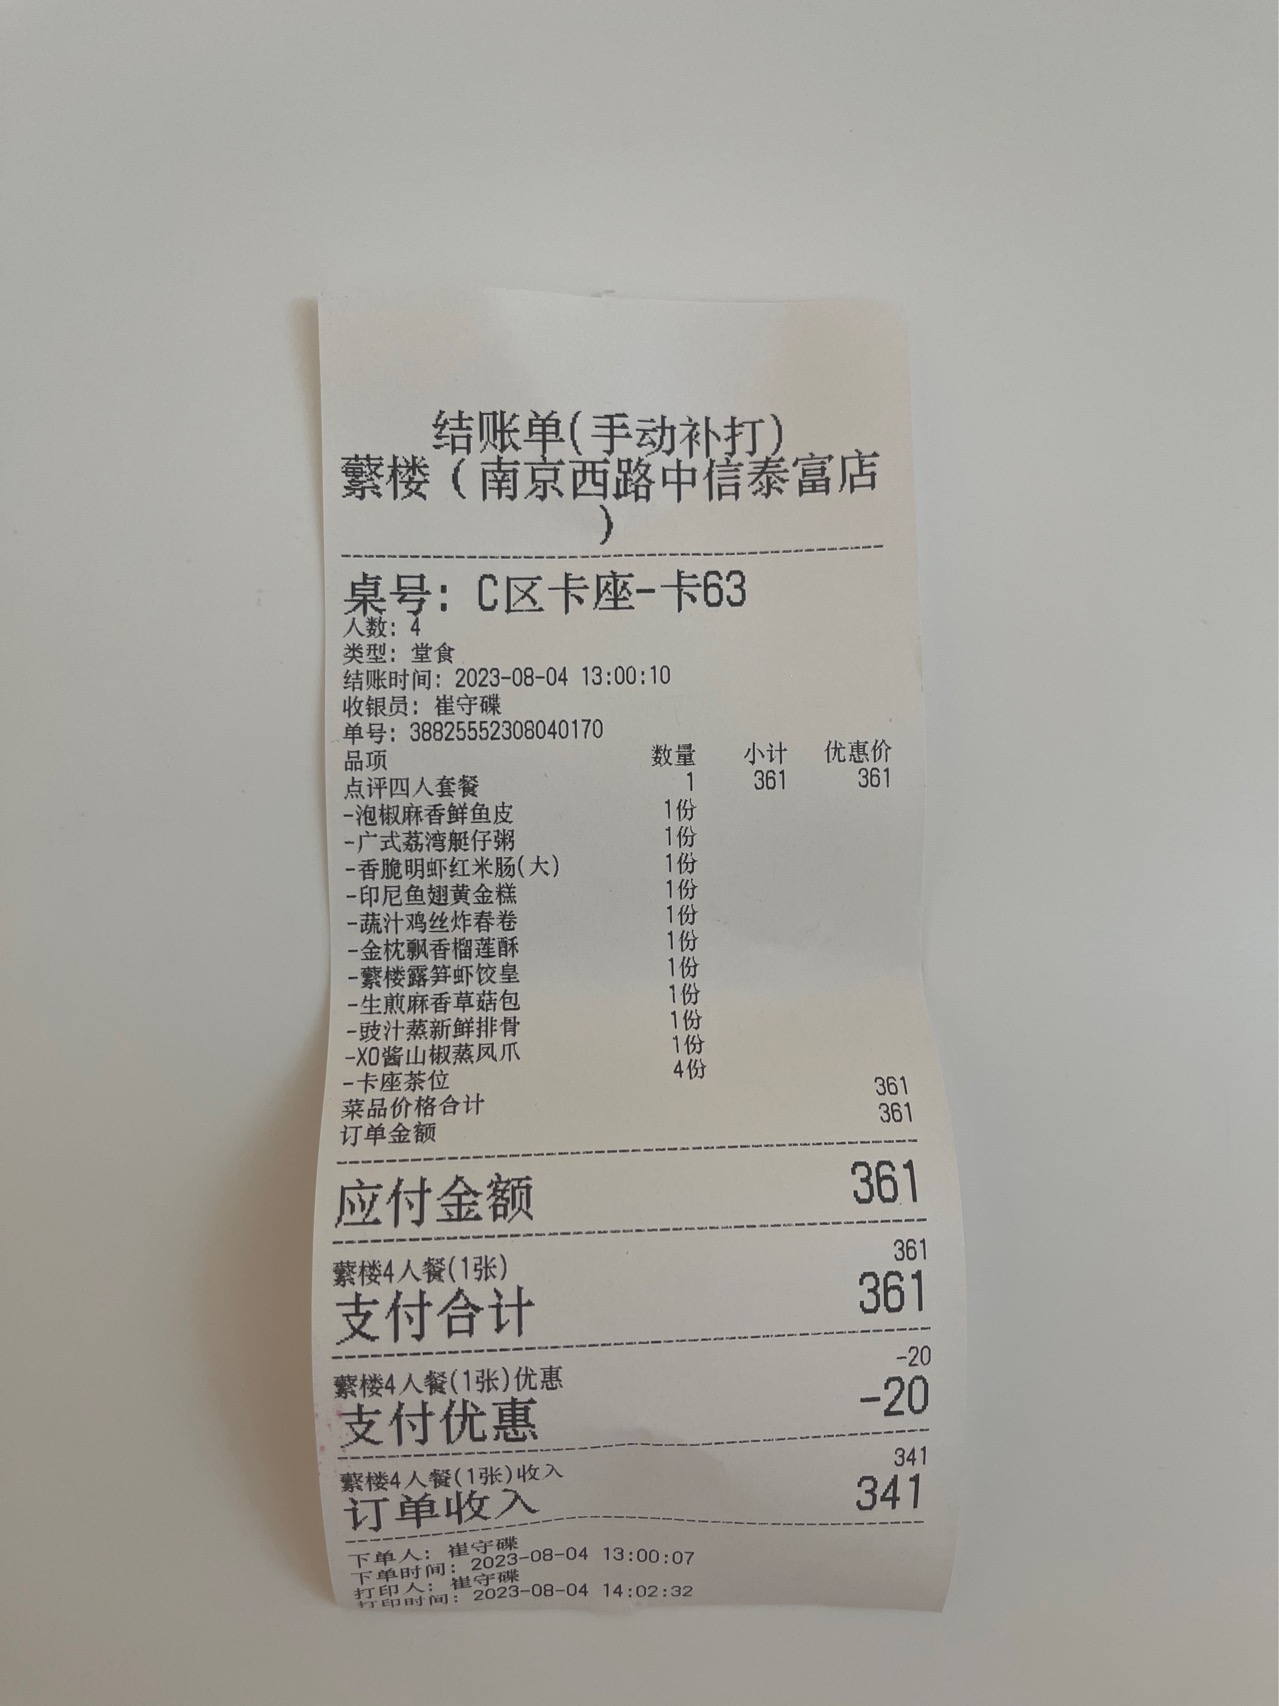 结账单(手动补打)
蘩楼（南京西路中信泰富店
）
桌号: C区卡座-卡63
人数: 4
类型: 堂食
结账时间: 2023-08-04 13:00:10
收银员: 崔守碟
单号: 38825552308040170
品项 数量 小计 优惠价
点评四人套餐 1 361 361
-泡椒麻香鲜鱼皮 1份
-广式荔湾艇仔粥 1份
-香脆明虾红米肠(大) 1份
-印尼鱼翅黄金糕 1份
-蔬汁鸡丝炸春卷 1份
-金枕飘香榴莲酥 1份
-蘩楼露笋虾饺皇 1份
-生煎麻香草菇包 1份
-豉汁蒸新鲜排骨 1份
-XO酱山椒蒸凤爪 1份
-卡座茶位 4份
菜品价格合计 361
订单金额 361
应付金额 361
蘩楼4人餐(1张) 361
支付合计 361
蘩楼4人餐(1张)优惠 -20
支付优惠 -20
蘩楼4人餐(1张)收入 341
订单收入 341
下单人: 崔守碟
下单时间: 2023-08-04 13:00:07
打印人: 崔守碟
打印时间: 2023-08-04 14:02:32